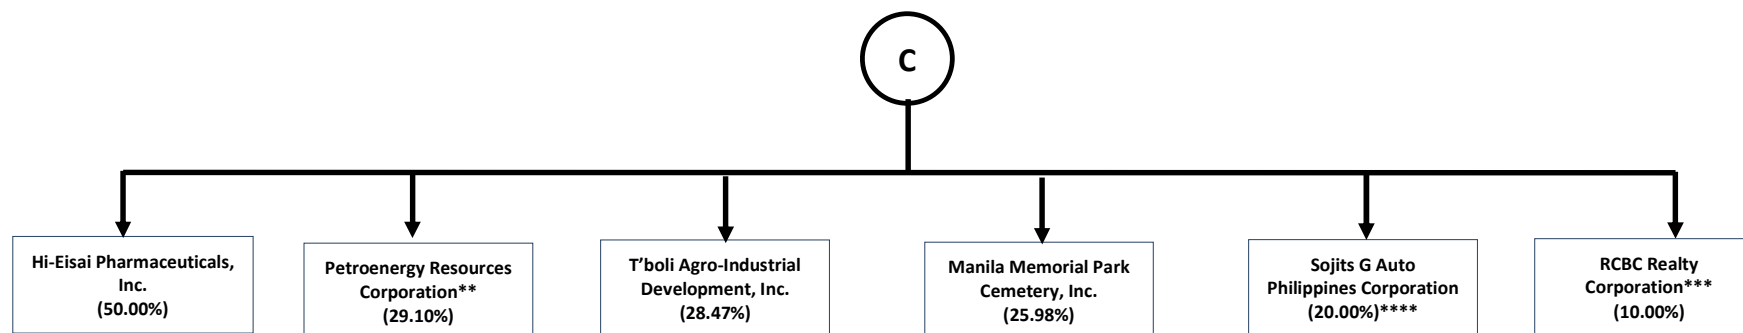 C
Hi-Eisai Pharmaceuticals,
Inc.
(50.00%)
Petroenergy Resources
Corporation**
(29.10%)
T’boli Agro-Industrial
Development, Inc.
(28.47%)
Manila Memorial Park
Cemetery, Inc.
(25.98%)
Sojits G Auto
Philippines Corporation
(20.00%)****
RCBC Realty
Corporation***
(10.00%)